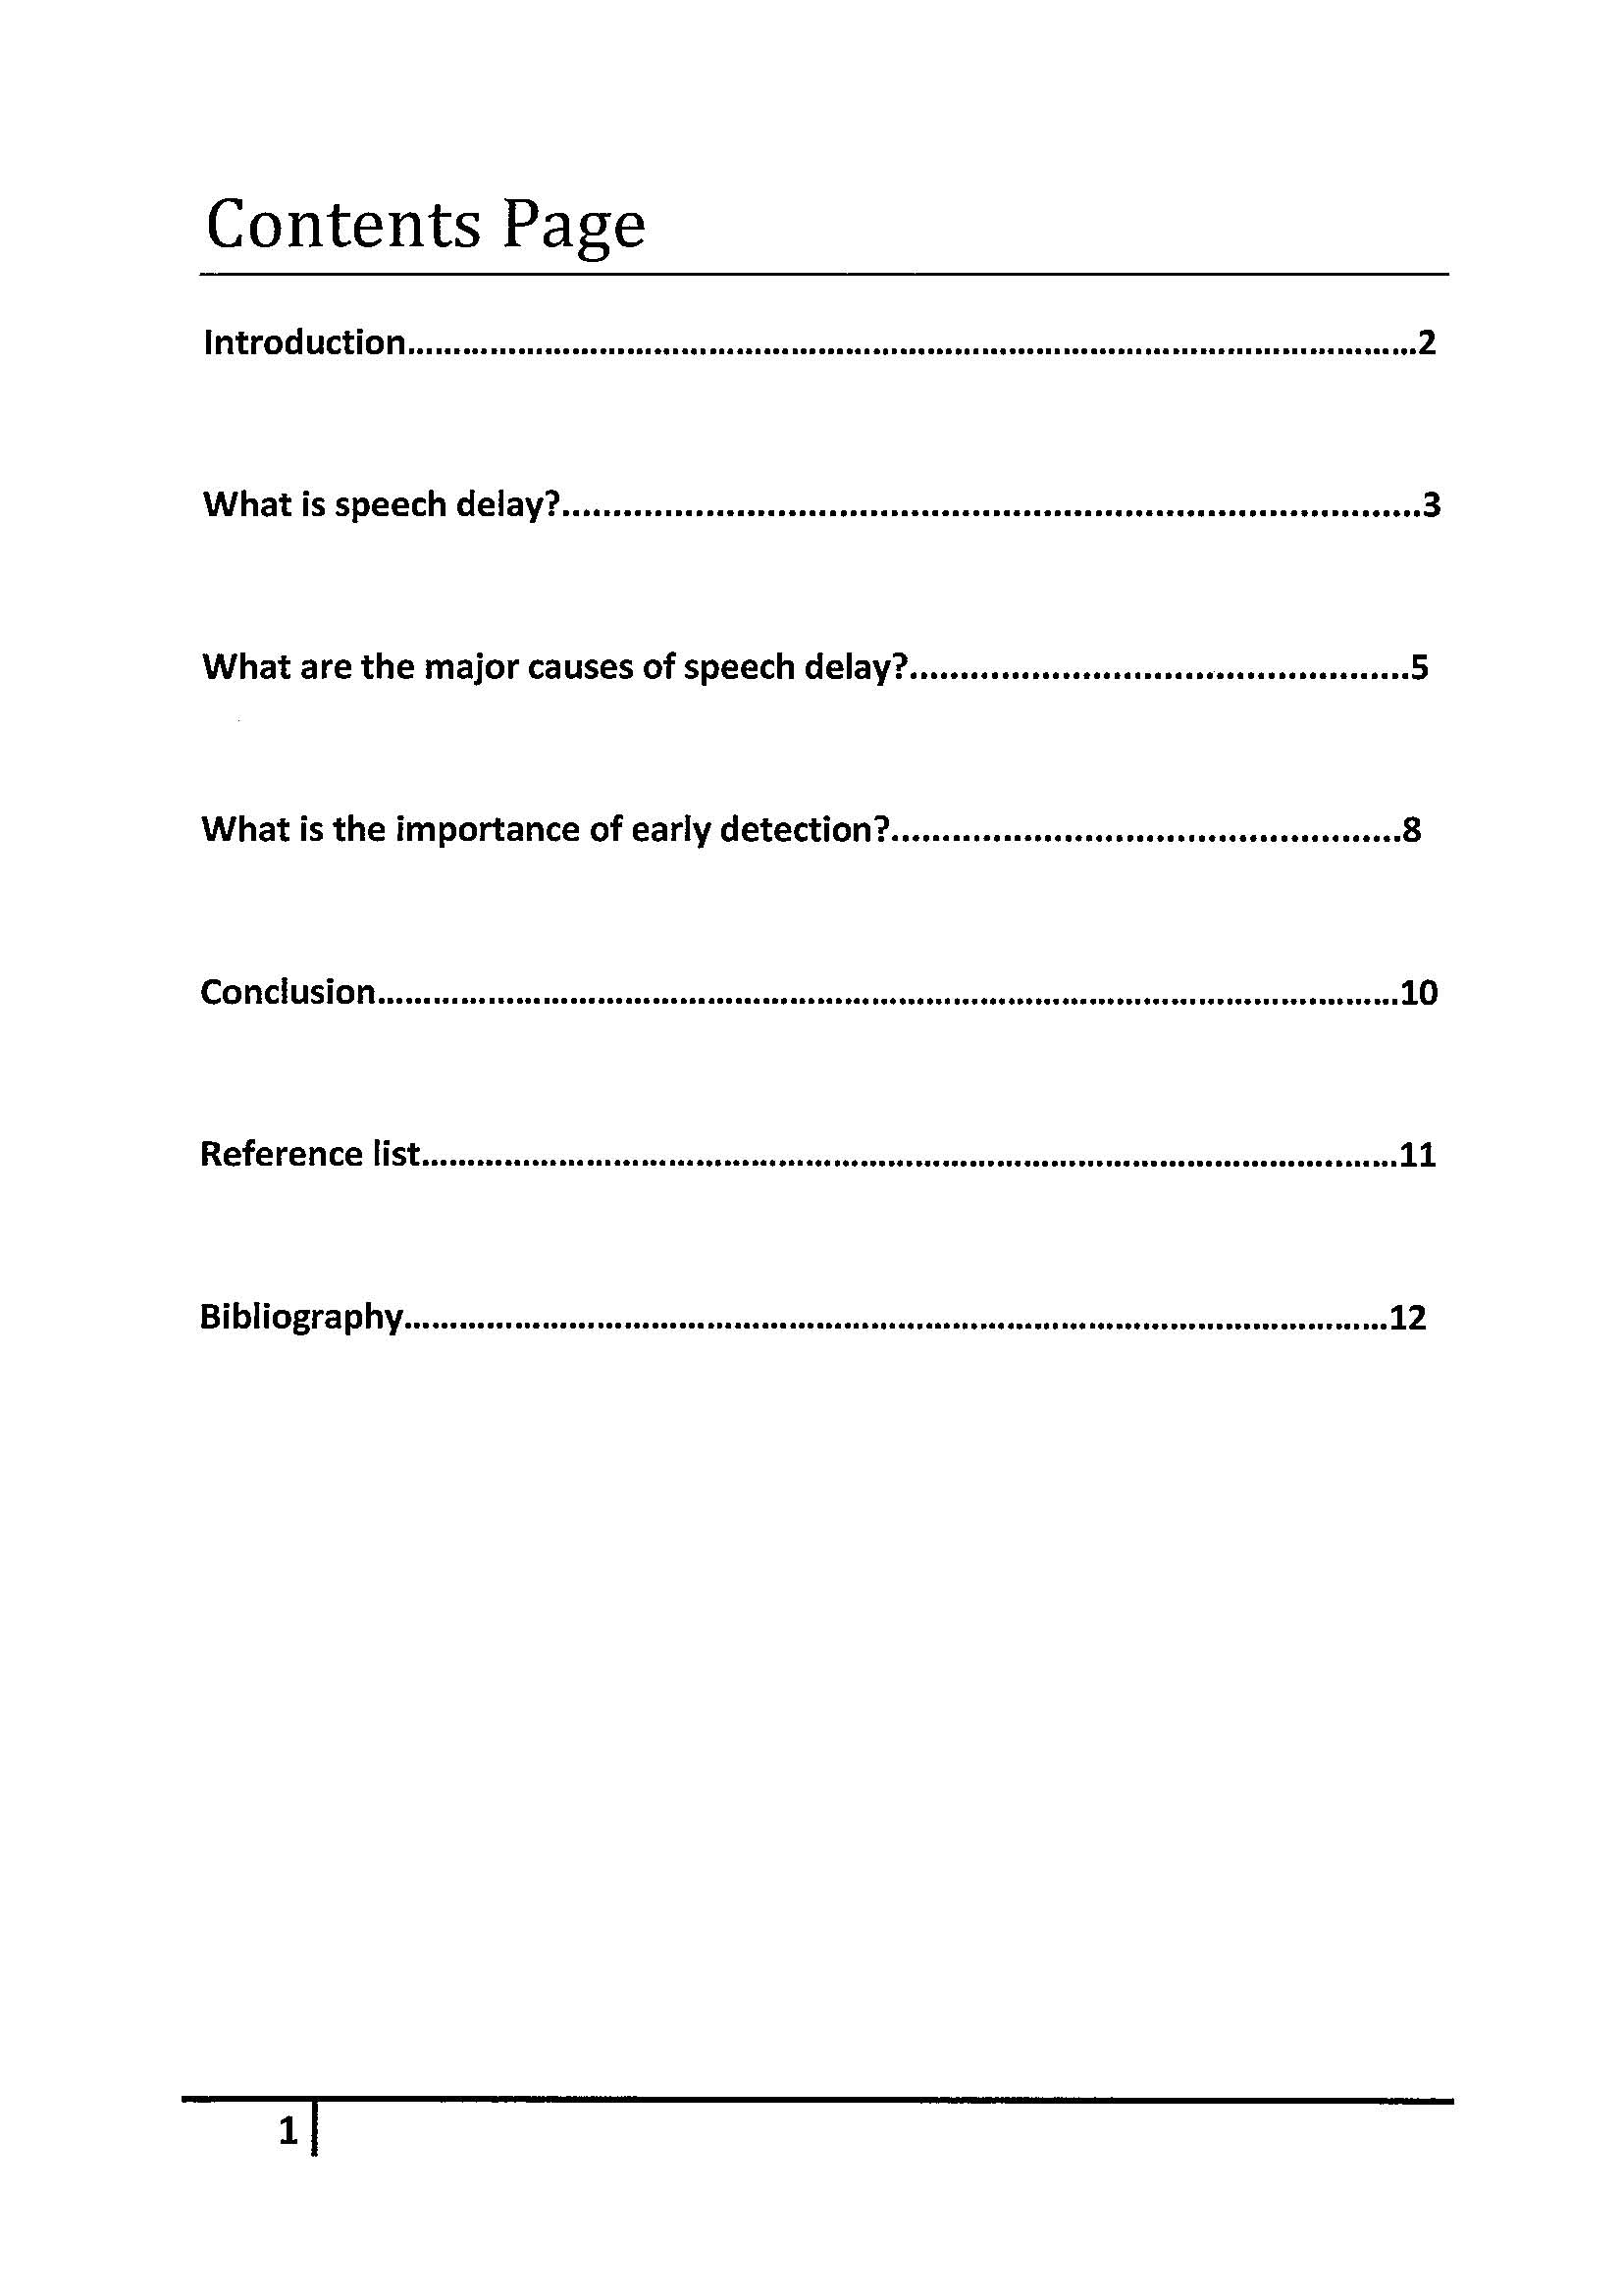 Contents Page
Introduction........................................................................................................2
What is speech delay?........................................................................................3
What are the major causes of speech delay?...................................................5
What is the importance of early detection?....................................................8
Conclusion.........................................................................................................10
Reference list....................................................................................................11
Bibliography.....................................................................................................12
1